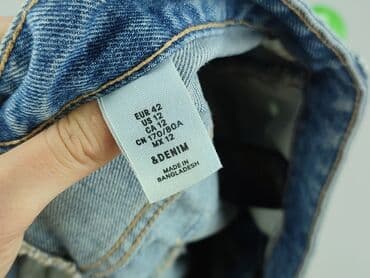 EUR 42
US 12
CA 12
CN 170/80A
MX 12
&DENIM
MADE IN
BANGLADESH